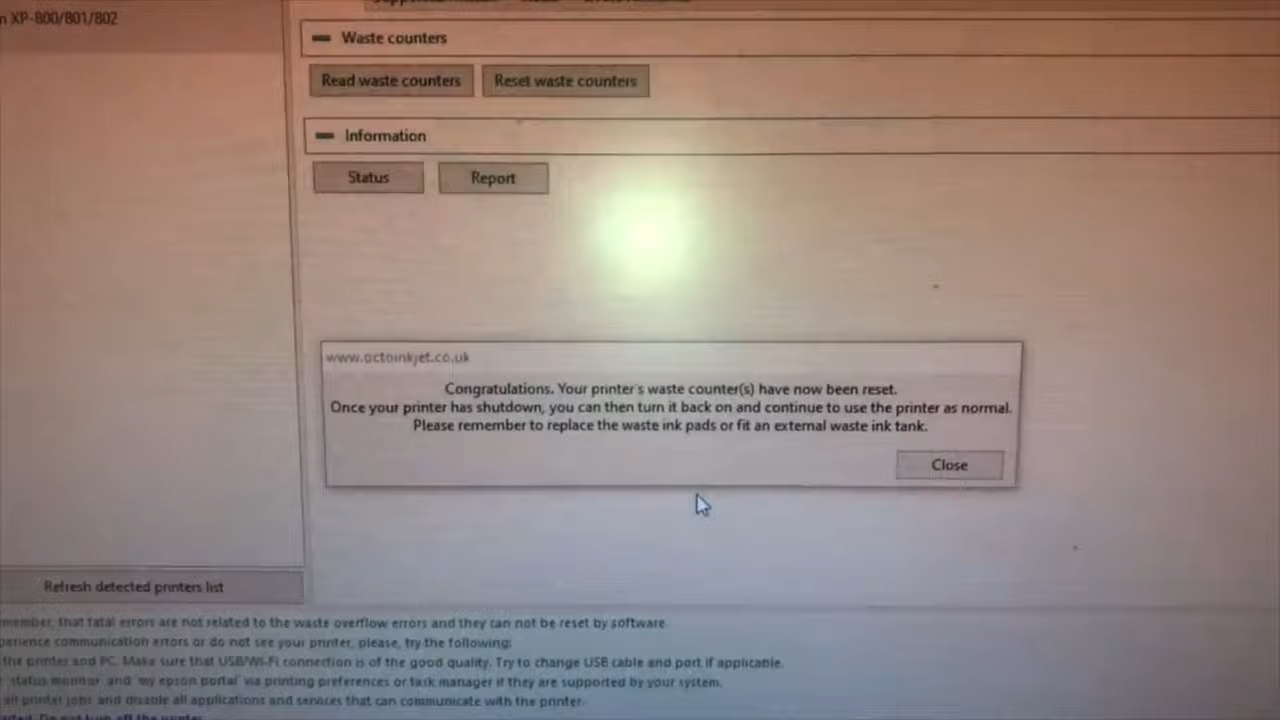 n XP-800/801/802
Waste counters
Read waste counters
Reset waste counters
Information
Status
Report
www.octoinkjet.co.uk
Congratulations. Your printer's waste counter(s) have now been reset.
Once your printer has shutdown, you can then turn it back on and continue to use the printer as normal.
Please remember to replace the waste ink pads or fit an external waste ink tank.
Close
Refresh detected printers list
member, that fatal errors are not related to the waste overflow errors and they can not be reset by software.
perience communication errors or do not see your printer, please, try the following:
the printer and PC. Make sure that USB/Wi-Fi connection is of the good quality. Try to change USB cable and port if applicable.
'status monitor' and 'my epson portal' via printing preferences or task manager if they are supported by your system.
all printer jobs and disable all applications and services that can communicate with the printer.
Do not turn off the printer